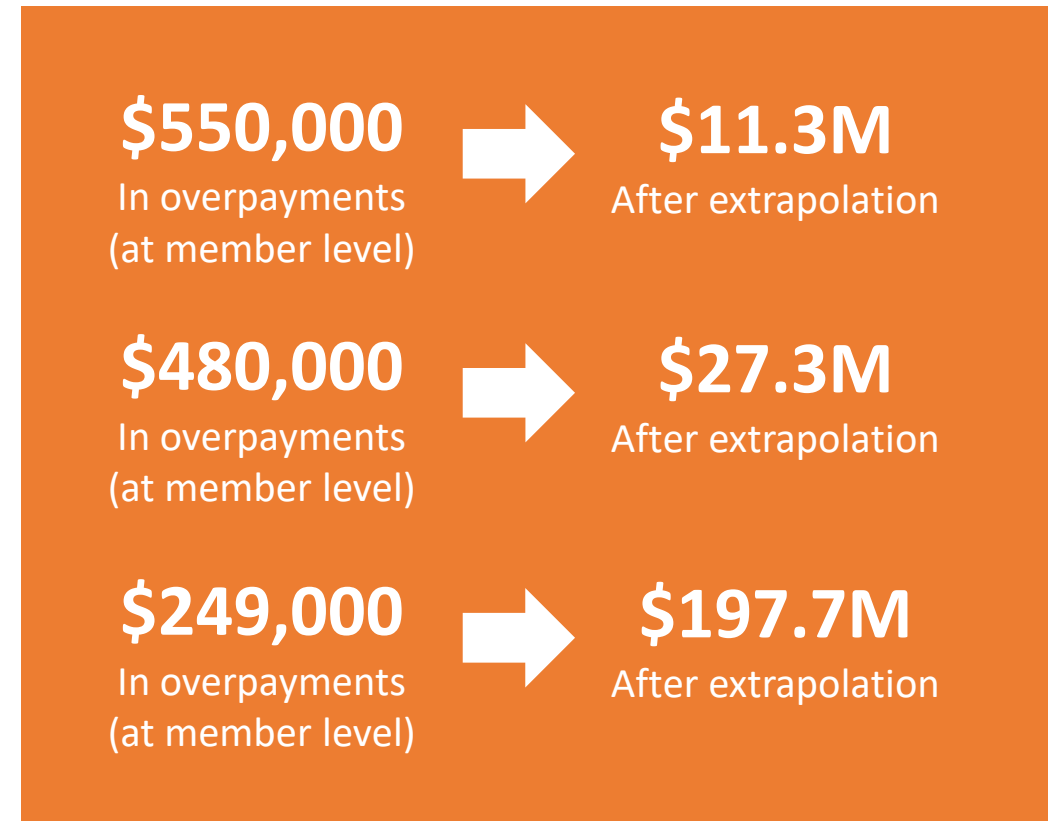 $550,000
In overpayments
(at member level)
$11.3M
After extrapolation
$480,000
In overpayments
(at member level)
$27.3M
After extrapolation
$249,000
In overpayments
(at member level)
$197.7M
After extrapolation